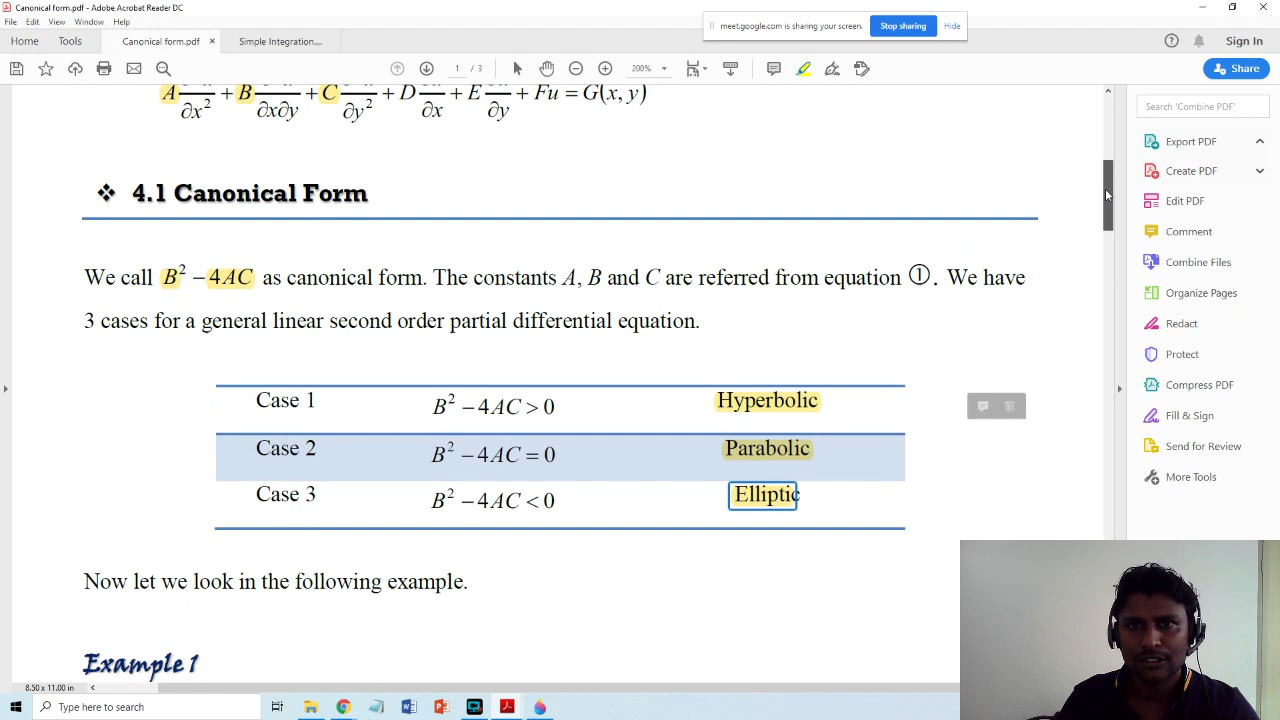 Canonical form.pdf - Adobe Acrobat Reader DC
File Edit View Window Help
meet.google.com is sharing your screen. Stop sharing Hide
Home Tools Canonical form.pdf × Simple Integration.... Sign In
1 / 3 200% Share
+ B + C + D + E + Fu = G(x, y)
∂x² ∂x∂y ∂y² ∂x ∂y
❖ 4.1 Canonical Form
We call B² − 4AC as canonical form. The constants A, B and C are referred from equation ①. We have
3 cases for a general linear second order partial differential equation.
Case 1 B² − 4AC > 0 Hyperbolic
Case 2 B² − 4AC = 0 Parabolic
Case 3 B² − 4AC < 0 Elliptic
Now let we look in the following example.
Example 1
8.50 x 11.00 in
Search 'Combine PDF'
Export PDF
Create PDF
Edit PDF
Comment
Combine Files
Organize Pages
Redact
Protect
Compress PDF
Fill & Sign
Send for Review
More Tools
Type here to search